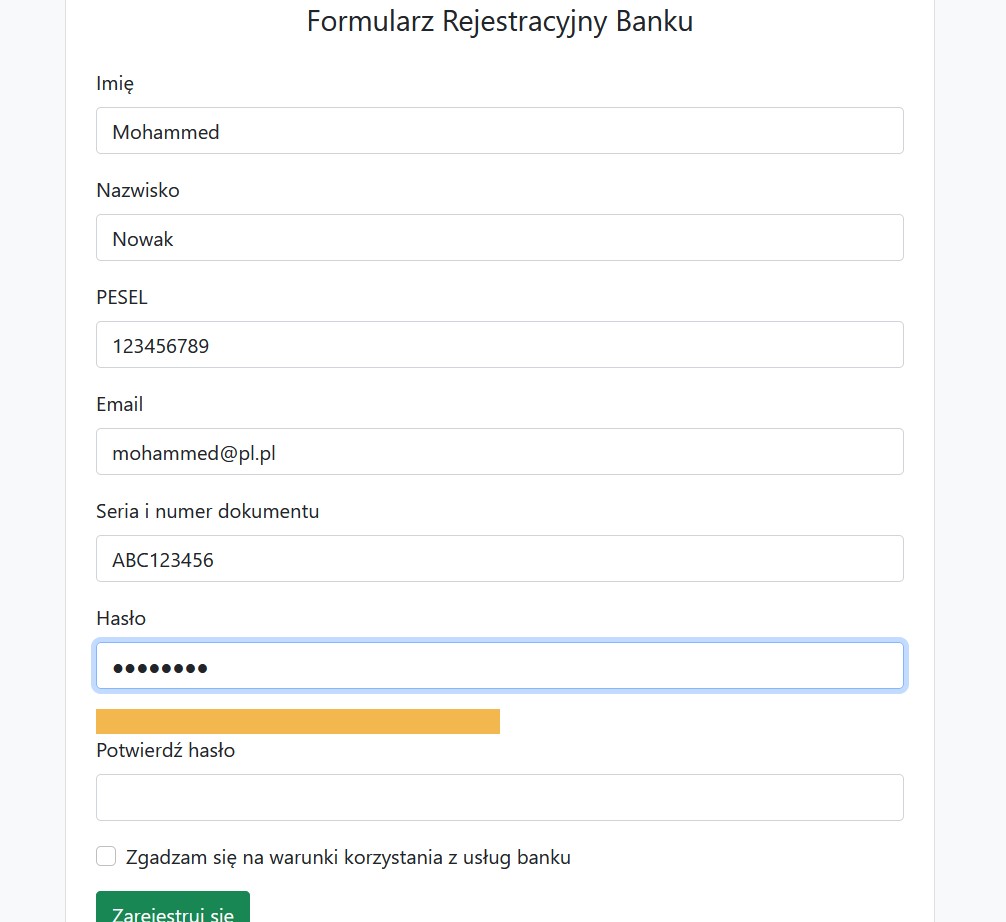 Formularz Rejestracyjny Banku
Imię
Mohammed
Nazwisko
Nowak
PESEL
123456789
Email
mohammed@pl.pl
Seria i numer dokumentu
ABC123456
Hasło
••••••••
Potwierdź hasło
Zgadzam się na warunki korzystania z usług banku
Zarejestruj się